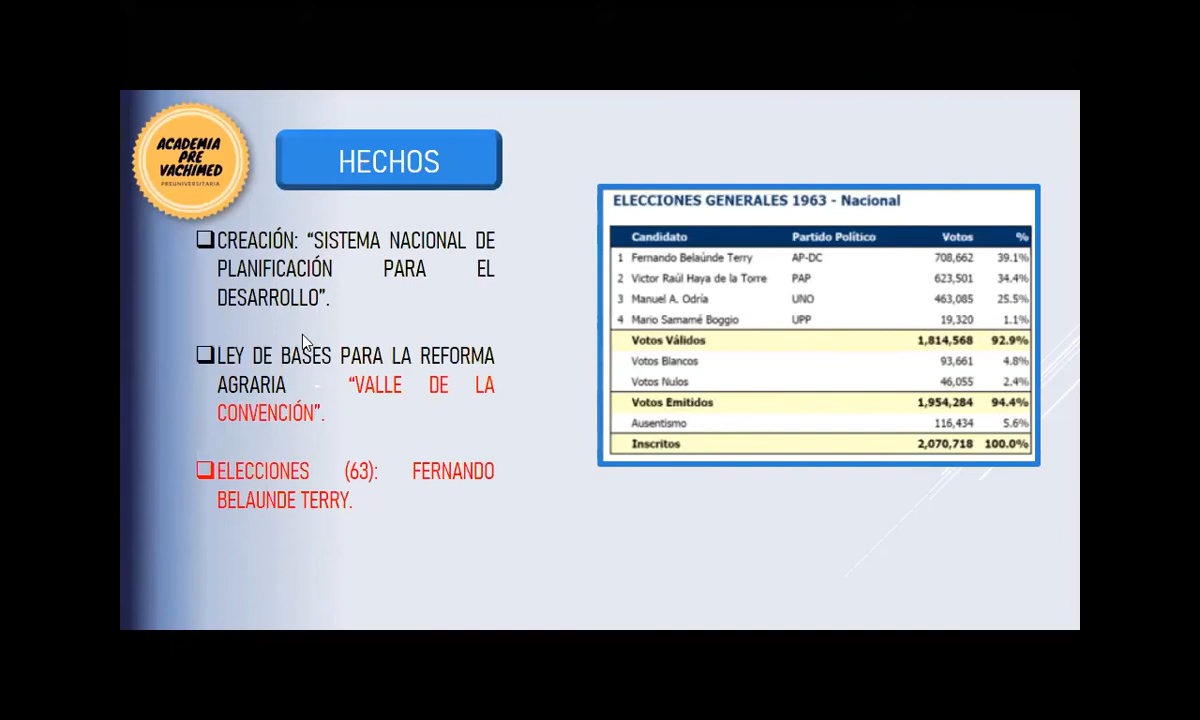 ACADEMIA
PRE
VACHIMED
PREUNIVERSITARIA
HECHOS
CREACIÓN: “SISTEMA NACIONAL DE
PLANIFICACIÓN PARA EL
DESARROLLO”.
LEY DE BASES PARA LA REFORMA
AGRARIA - “VALLE DE LA
CONVENCIÓN”.
ELECCIONES (63): FERNANDO
BELAUNDE TERRY.
ELECCIONES GENERALES 1963 - Nacional
Candidato Partido Político Votos %
1 Fernando Belaúnde Terry AP-DC 708,662 39.1%
2 Victor Raúl Haya de la Torre PAP 623,501 34.4%
3 Manuel A. Odría UNO 463,085 25.5%
4 Mario Samamé Boggio UPP 19,320 1.1%
Votos Válidos 1,814,568 92.9%
Votos Blancos 93,661 4.8%
Votos Nulos 46,055 2.4%
Votos Emitidos 1,954,284 94.4%
Ausentismo 116,434 5.6%
Inscritos 2,070,718 100.0%